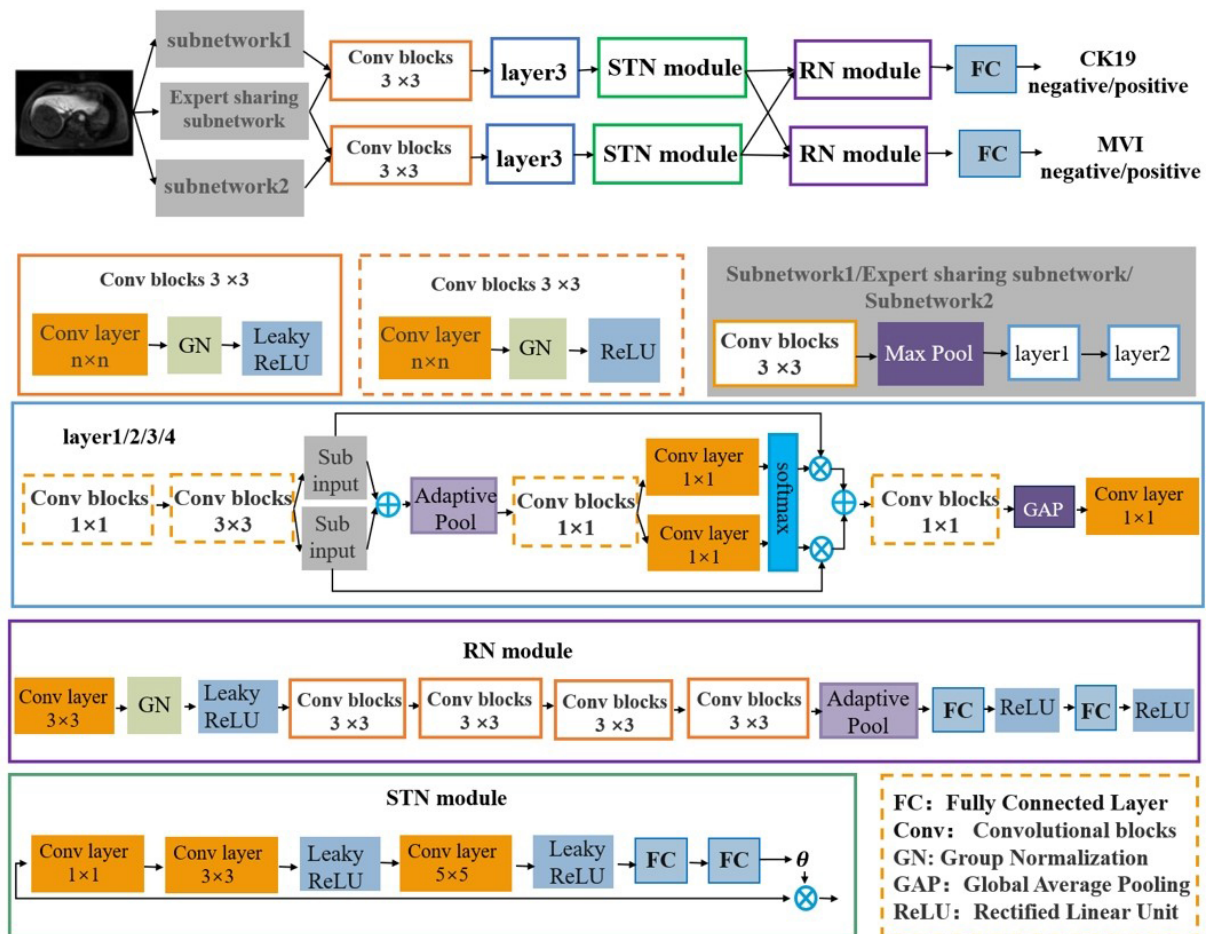 subnetwork1
Expert sharing
subnetwork
subnetwork2
Conv blocks
3 ×3
layer3
STN module
RN module
FC
CK19
negative/positive
Conv blocks
3 ×3
layer3
STN module
RN module
FC
MVI
negative/positive
Conv blocks 3 ×3
Conv layer
n×n
GN
Leaky
ReLU
Conv blocks 3 ×3
Conv layer
n×n
GN
ReLU
Subnetwork1/Expert sharing subnetwork/
Subnetwork2
Conv blocks
3 ×3
Max Pool
layer1
layer2
layer1/2/3/4
Conv blocks
1×1
Conv blocks
3×3
Sub
input
Sub
input
Adaptive
Pool
Conv blocks
1×1
Conv layer
1×1
Conv layer
1×1
softmax
Conv blocks
1×1
GAP
Conv layer
1×1
RN module
Conv layer
3×3
GN
Leaky
ReLU
Conv blocks
3 ×3
Conv blocks
3 ×3
Conv blocks
3 ×3
Conv blocks
3 ×3
Adaptive
Pool
FC
ReLU
FC
ReLU
STN module
Conv layer
1×1
Conv layer
3×3
Leaky
ReLU
Conv layer
5×5
Leaky
ReLU
FC
FC
θ
FC: Fully Connected Layer
Conv: Convolutional blocks
GN: Group Normalization
GAP: Global Average Pooling
ReLU: Rectified Linear Unit